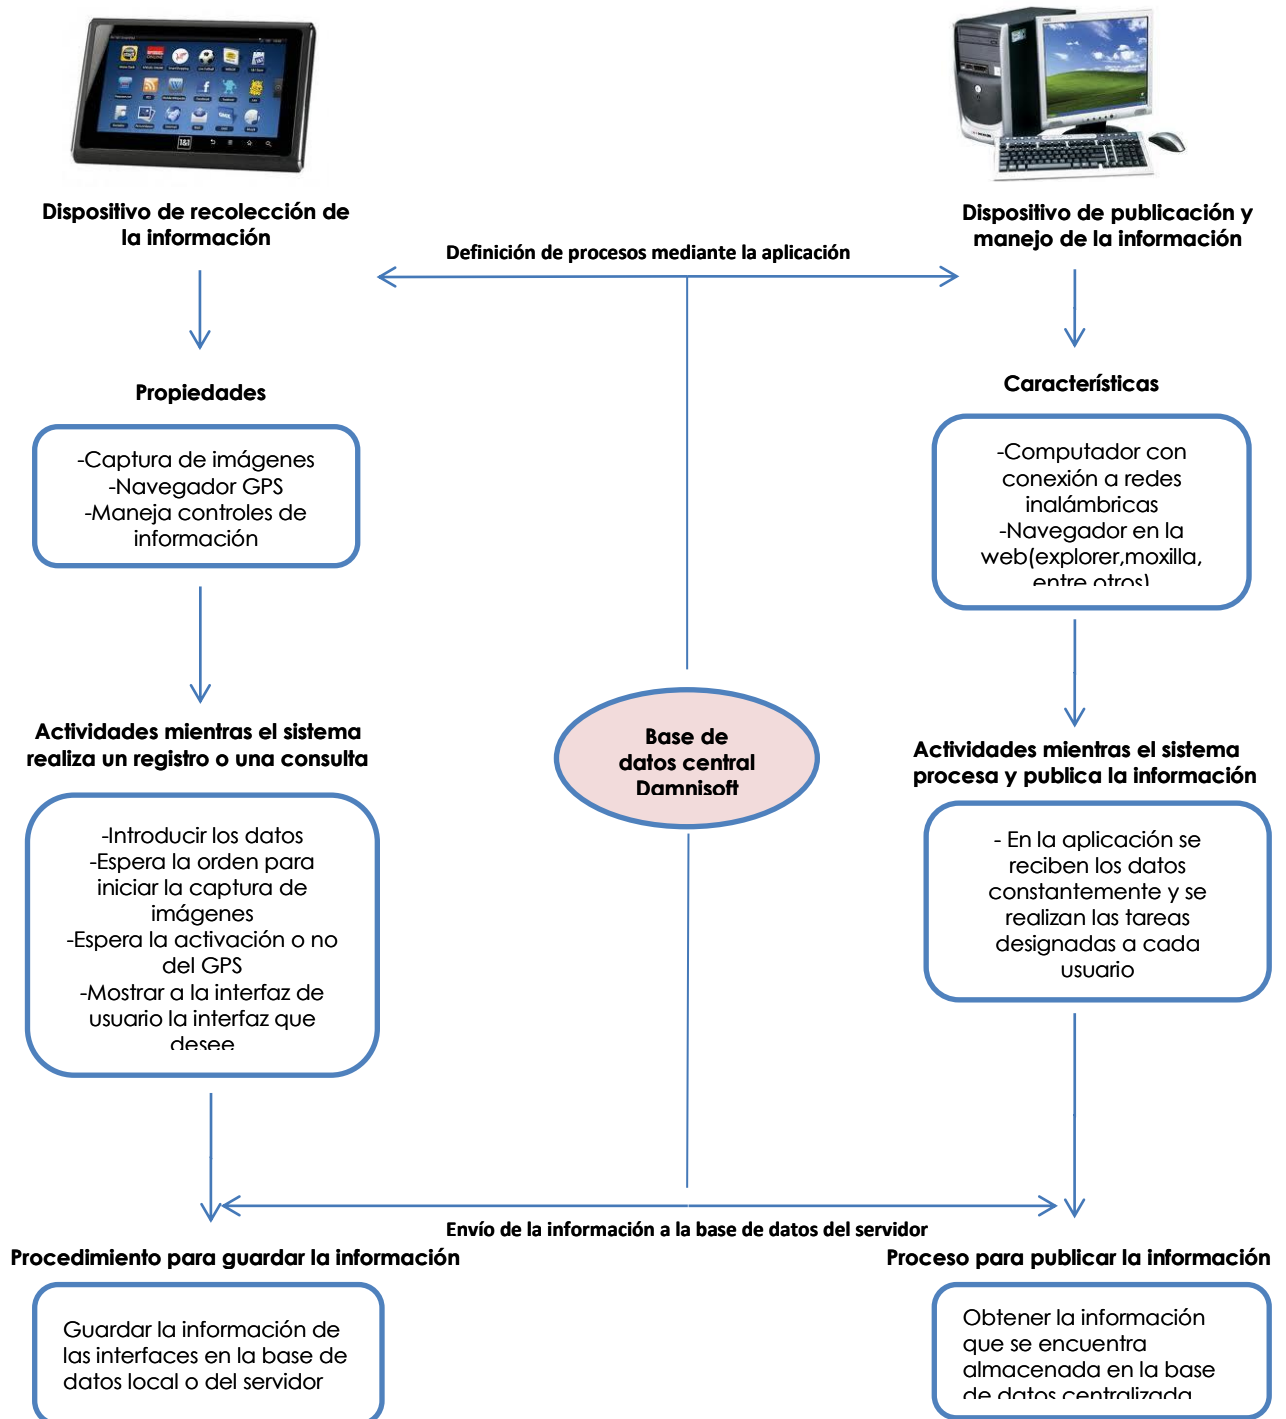 Dispositivo de recolección de
la información
Dispositivo de publicación y
manejo de la información
Definición de procesos mediante la aplicación
Propiedades
-Captura de imágenes
-Navegador GPS
-Maneja controles de
información
Características
-Computador con
conexión a redes
inalámbricas
-Navegador en la
web(explorer,moxilla,
entre otros)
Actividades mientras el sistema
realiza un registro o una consulta
Base de
datos central
Damnisoft
Actividades mientras el sistema
procesa y publica la información
-Introducir los datos
-Espera la orden para
iniciar la captura de
imágenes
-Espera la activación o no
del GPS
-Mostrar a la interfaz de
usuario la interfaz que
desee
- En la aplicación se
reciben los datos
constantemente y se
realizan las tareas
designadas a cada
usuario
Envío de la información a la base de datos del servidor
Procedimiento para guardar la información
Proceso para publicar la información
Guardar la información de
las interfaces en la base de
datos local o del servidor
Obtener la información
que se encuentra
almacenada en la base
de datos centralizada